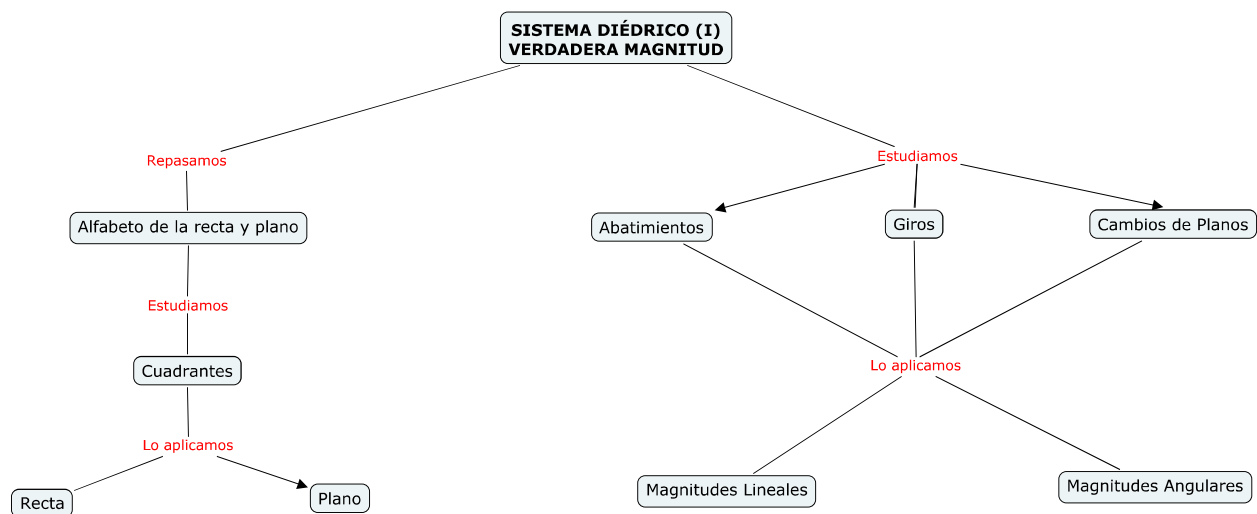 SISTEMA DIÉDRICO (I)
VERDADERA MAGNITUD
Repasamos
Estudiamos
Alfabeto de la recta y plano
Abatimientos
Giros
Cambios de Planos
Estudiamos
Cuadrantes
Lo aplicamos
Lo aplicamos
Recta
Plano
Magnitudes Lineales
Magnitudes Angulares